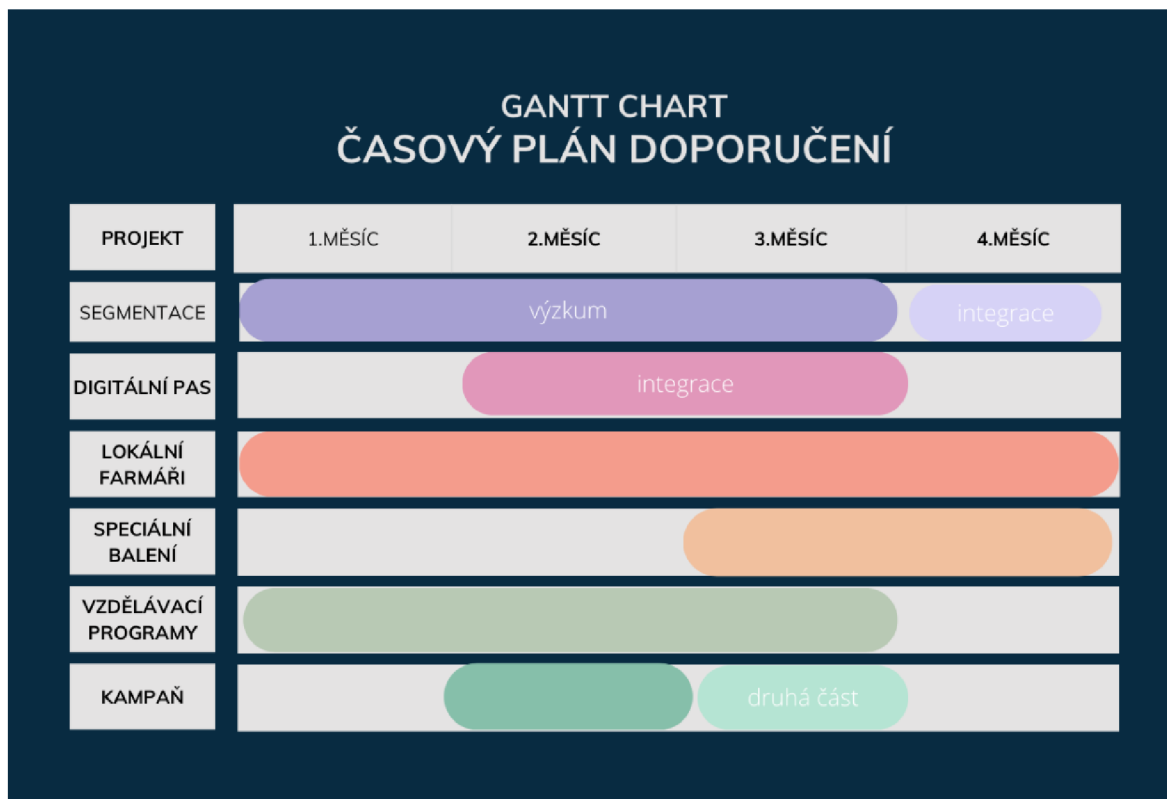 GANTT CHART
ČASOVÝ PLÁN DOPORUČENÍ
PROJEKT
1.MĚSÍC
2.MĚSÍC
3.MĚSÍC
4.MĚSÍC
SEGMENTACE
výzkum
integrace
DIGITÁLNÍ PAS
integrace
LOKÁLNÍ
FARMÁŘI
SPECIÁLNÍ
BALENÍ
VZDĚLÁVACÍ
PROGRAMY
KAMPAŇ
druhá část